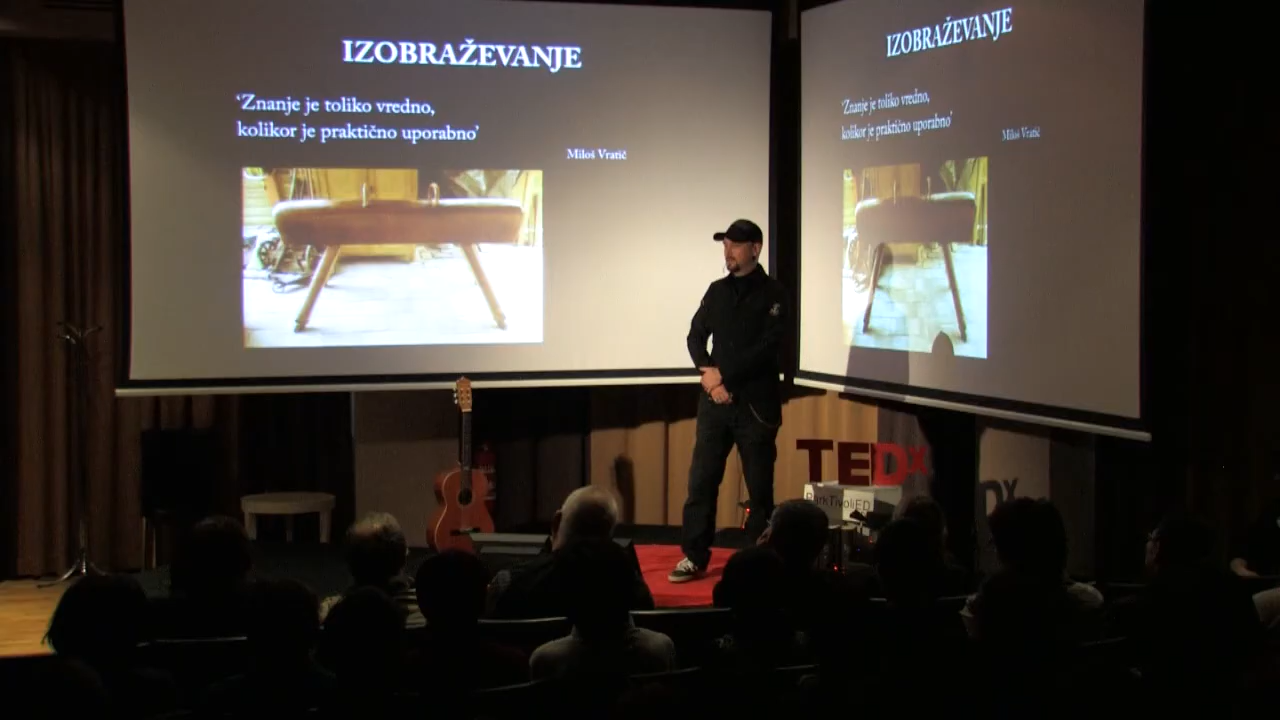 IZOBRAŽEVANJE
'Znanje je toliko vredno,
kolikor je praktično uporabno'
Miloš Vratič
IZOBRAŽEVANJE
'Znanje je toliko vredno,
kolikor je praktično uporabno'
Miloš Vratič
TEDx
ParkTivoliED